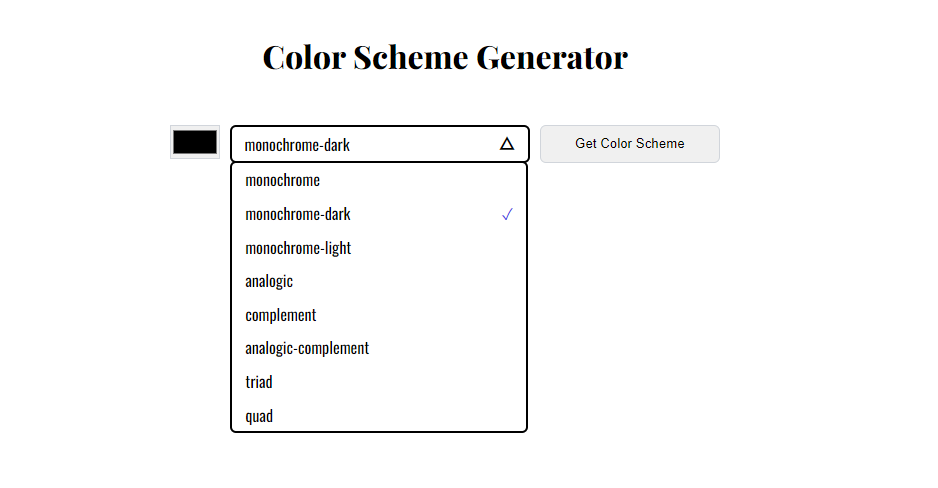 Color Scheme Generator
monochrome-dark
Get Color Scheme
monochrome
monochrome-dark
monochrome-light
analogic
complement
analogic-complement
triad
quad